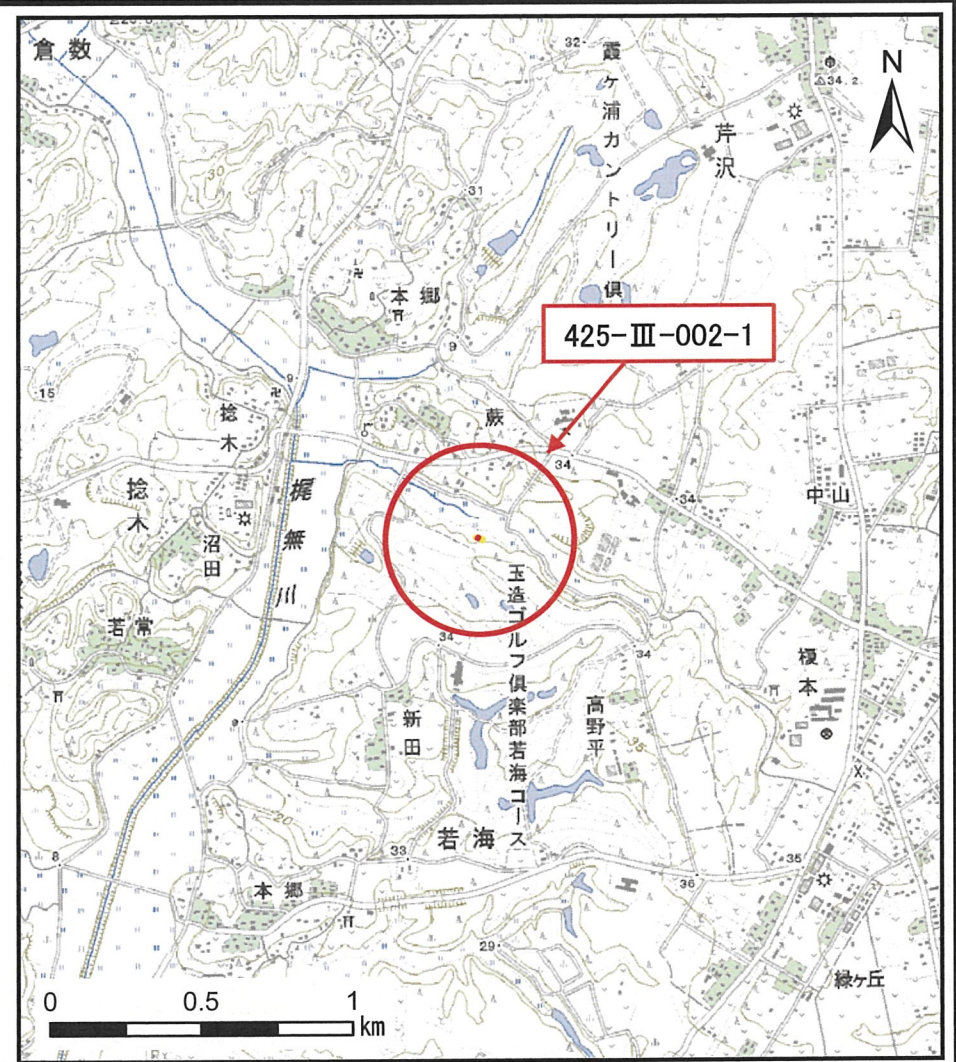 倉数
32
霞ヶ浦カントリー倶
N
34.2
芹沢
30
31
本郷
425-Ⅲ-002-1
9
9
15
捻木
蕨
34
34
中山
捻木
梶無川
沼田
玉造ゴルフ倶楽部若海コース
若常
34
34
榎本
新田
高野平
35
9
20
若海
33
8
35
36
本郷
29
緑ヶ丘
0 0.5 1
km